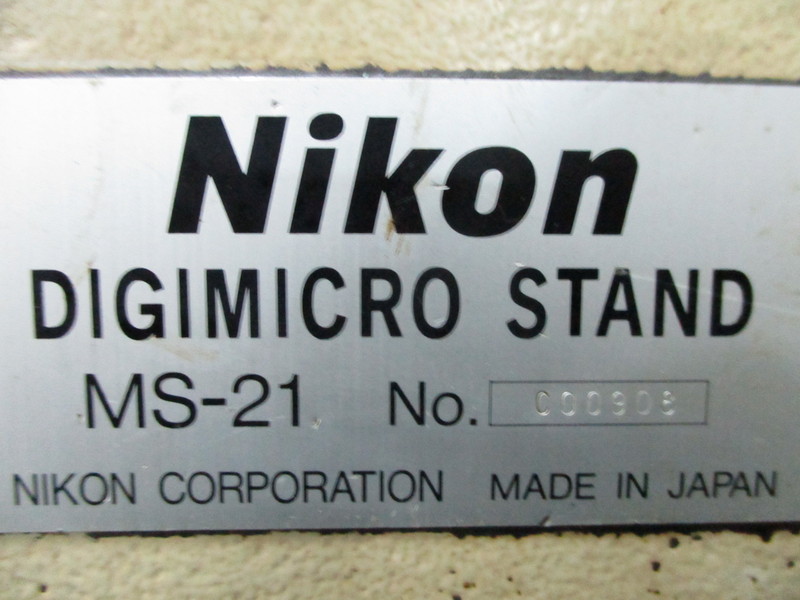 Nikon
DIGIMICRO STAND
MS-21 No. 000908
NIKON CORPORATION MADE IN JAPAN